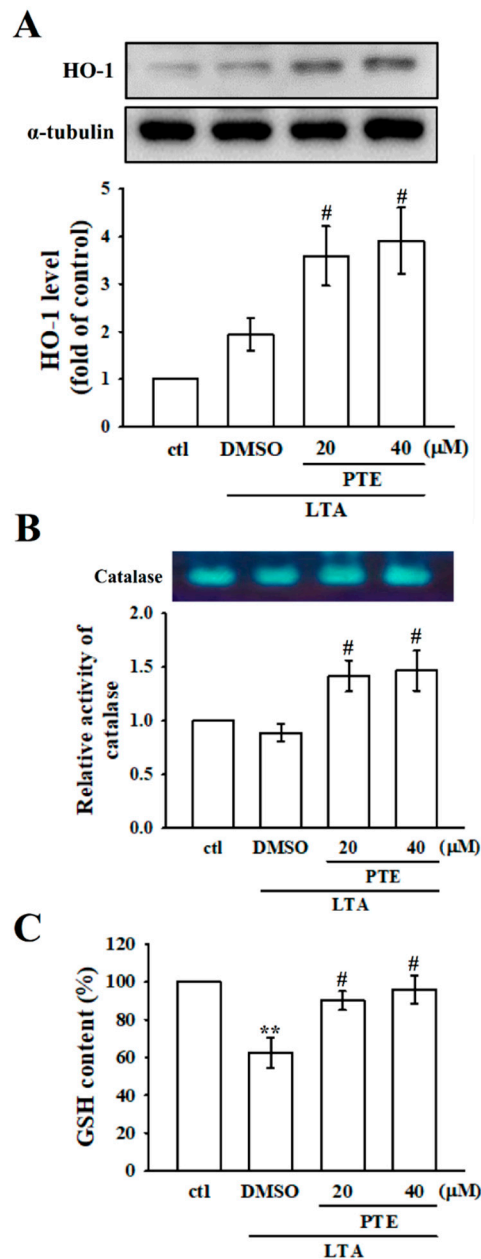 A
HO-1
α-tubulin
HO-1 level
(fold of control)
5
4
3
2
1
0
#
#
ctl DMSO 20 40 (μM)
PTE
LTA
B
Catalase
Relative activity of
catalase
2.0
1.5
1.0
0.5
0.0
#
#
ctl DMSO 20 40 (μM)
PTE
LTA
C
GSH content (%)
120
100
80
60
40
20
0
**
#
#
ctl DMSO 20 40 (μM)
PTE
LTA